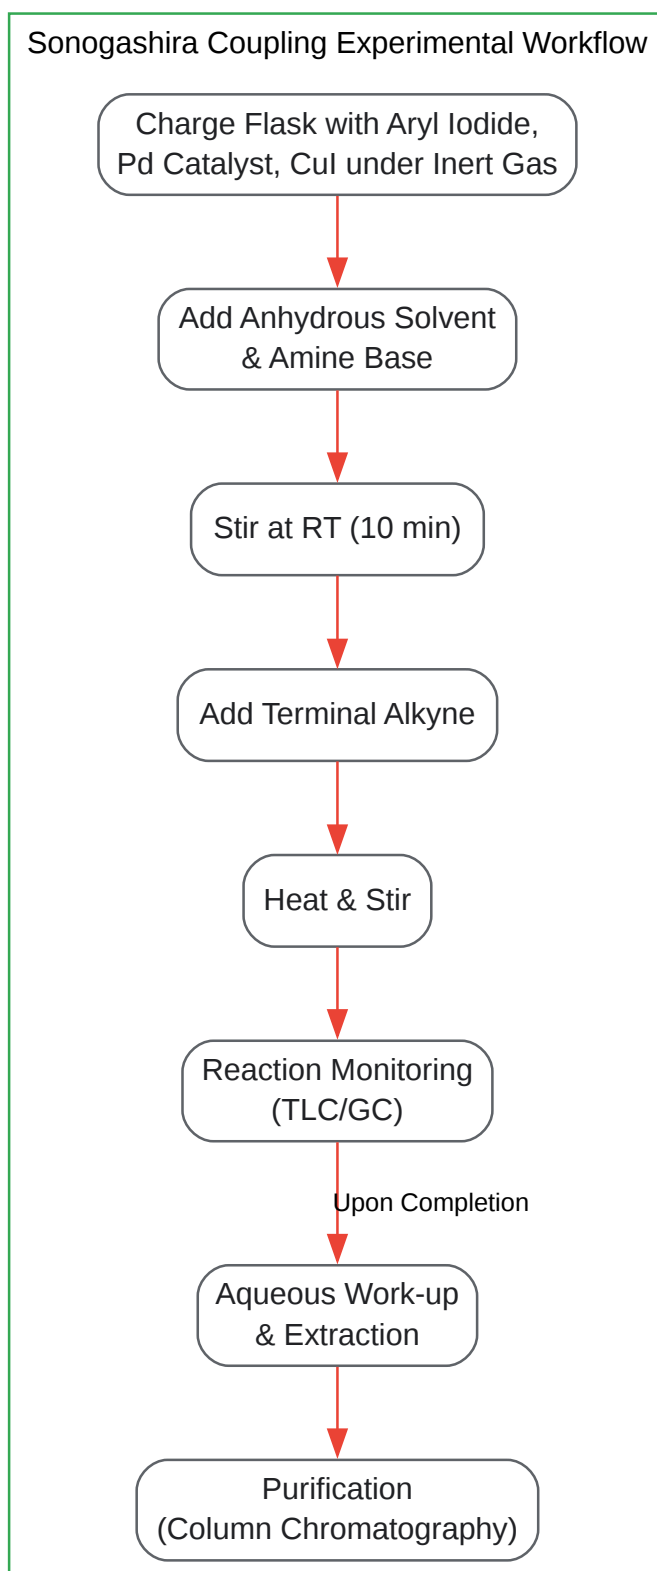 Sonogashira Coupling Experimental Workflow
Charge Flask with Aryl Iodide,
Pd Catalyst, CuI under Inert Gas
Add Anhydrous Solvent
& Amine Base
Stir at RT (10 min)
Add Terminal Alkyne
Heat & Stir
Reaction Monitoring
(TLC/GC)
Upon Completion
Aqueous Work-up
& Extraction
Purification
(Column Chromatography)